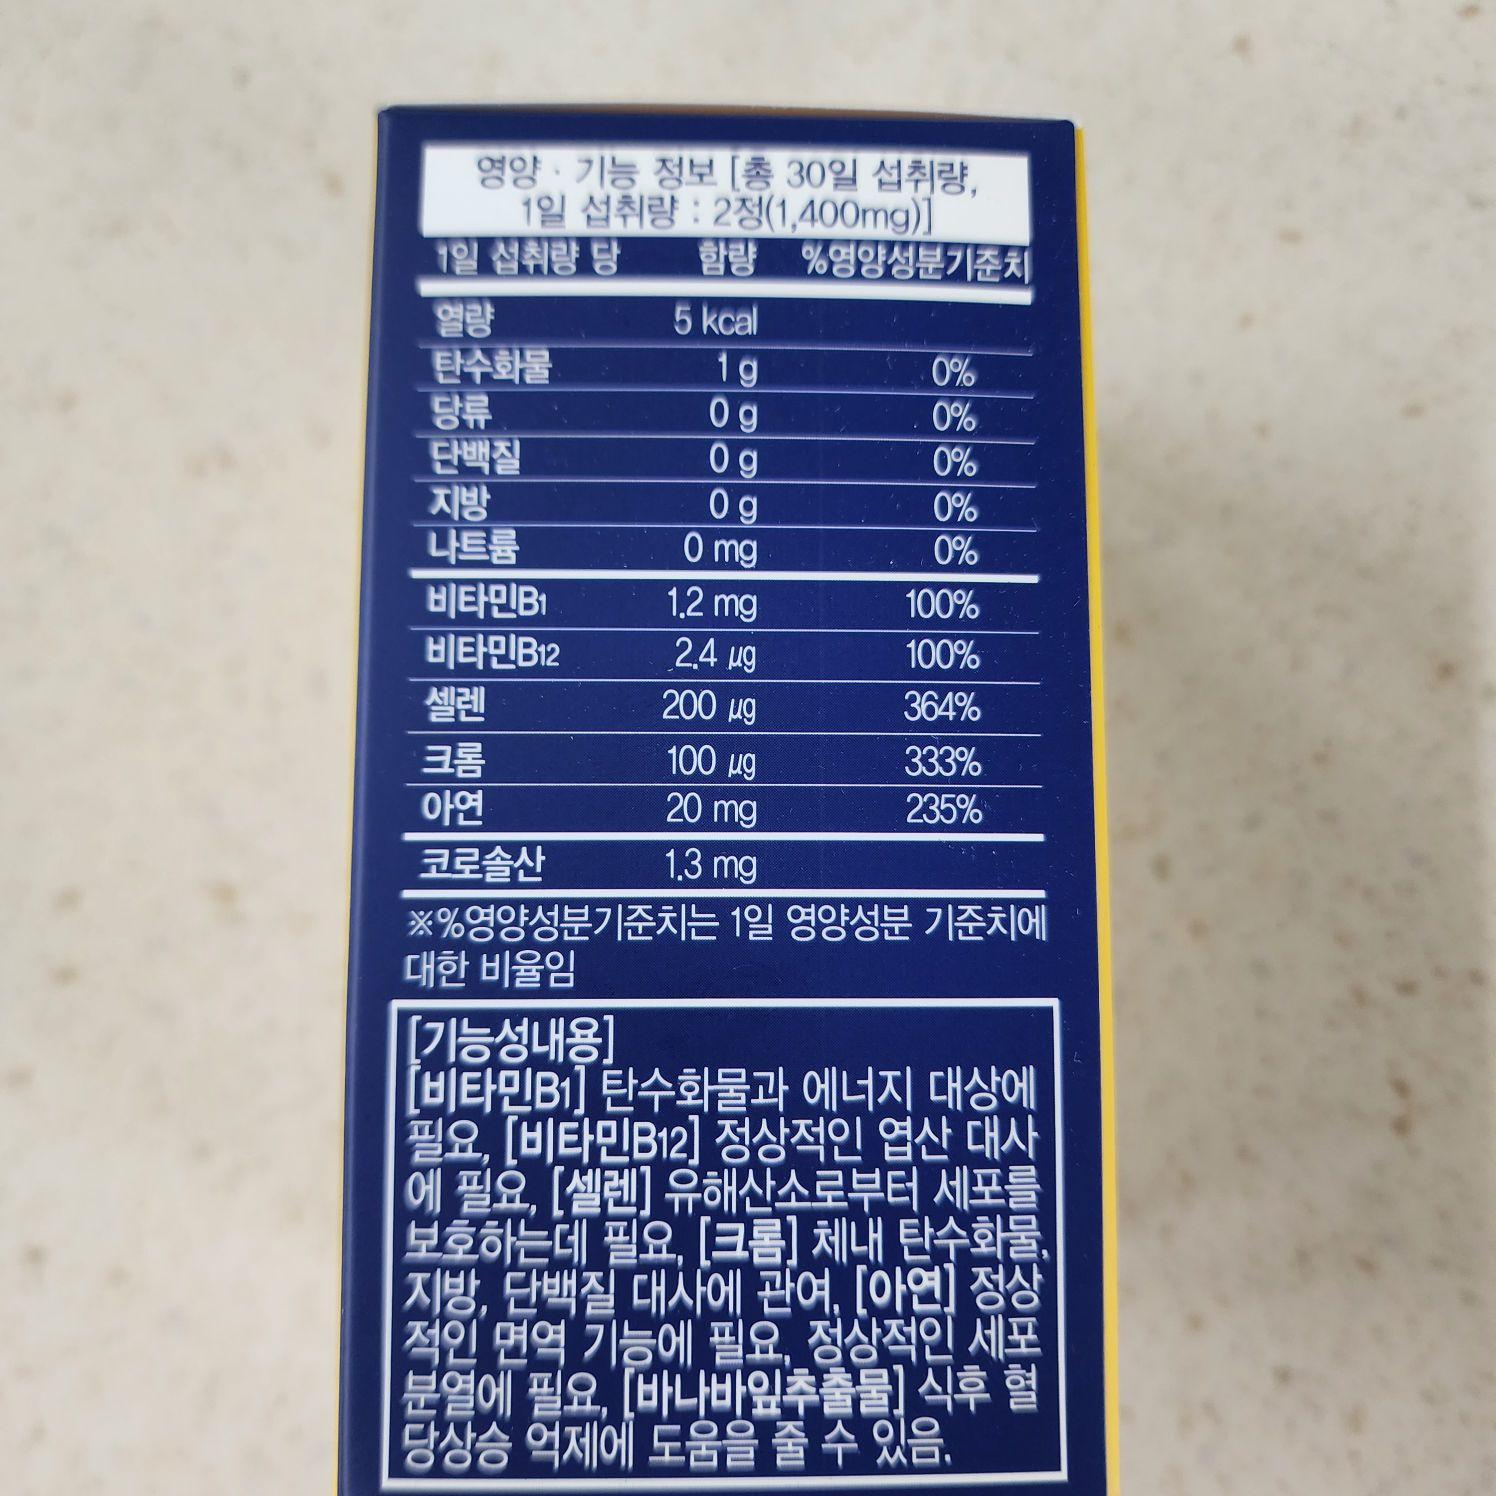 영양 · 기능 정보 [총 30일 섭취량,
1일 섭취량 : 2정(1,400mg)]
1일 섭취량 당 함량 %영양성분기준치
열량 5 kcal
탄수화물 1 g 0%
당류 0 g 0%
단백질 0 g 0%
지방 0 g 0%
나트륨 0 mg 0%
비타민B1 1.2 mg 100%
비타민B12 2.4 μg 100%
셀렌 200 μg 364%
크롬 100 μg 333%
아연 20 mg 235%
코로솔산 1.3 mg
※%영양성분기준치는 1일 영양성분 기준치에
대한 비율임
[기능성내용]
[비타민B1] 탄수화물과 에너지 대상에
필요, [비타민B12] 정상적인 엽산 대사
에 필요, [셀렌] 유해산소로부터 세포를
보호하는데 필요, [크롬] 체내 탄수화물,
지방, 단백질 대사에 관여, [아연] 정상
적인 면역 기능에 필요, 정상적인 세포
분열에 필요, [바나바잎추출물] 식후 혈
당상승 억제에 도움을 줄 수 있음.